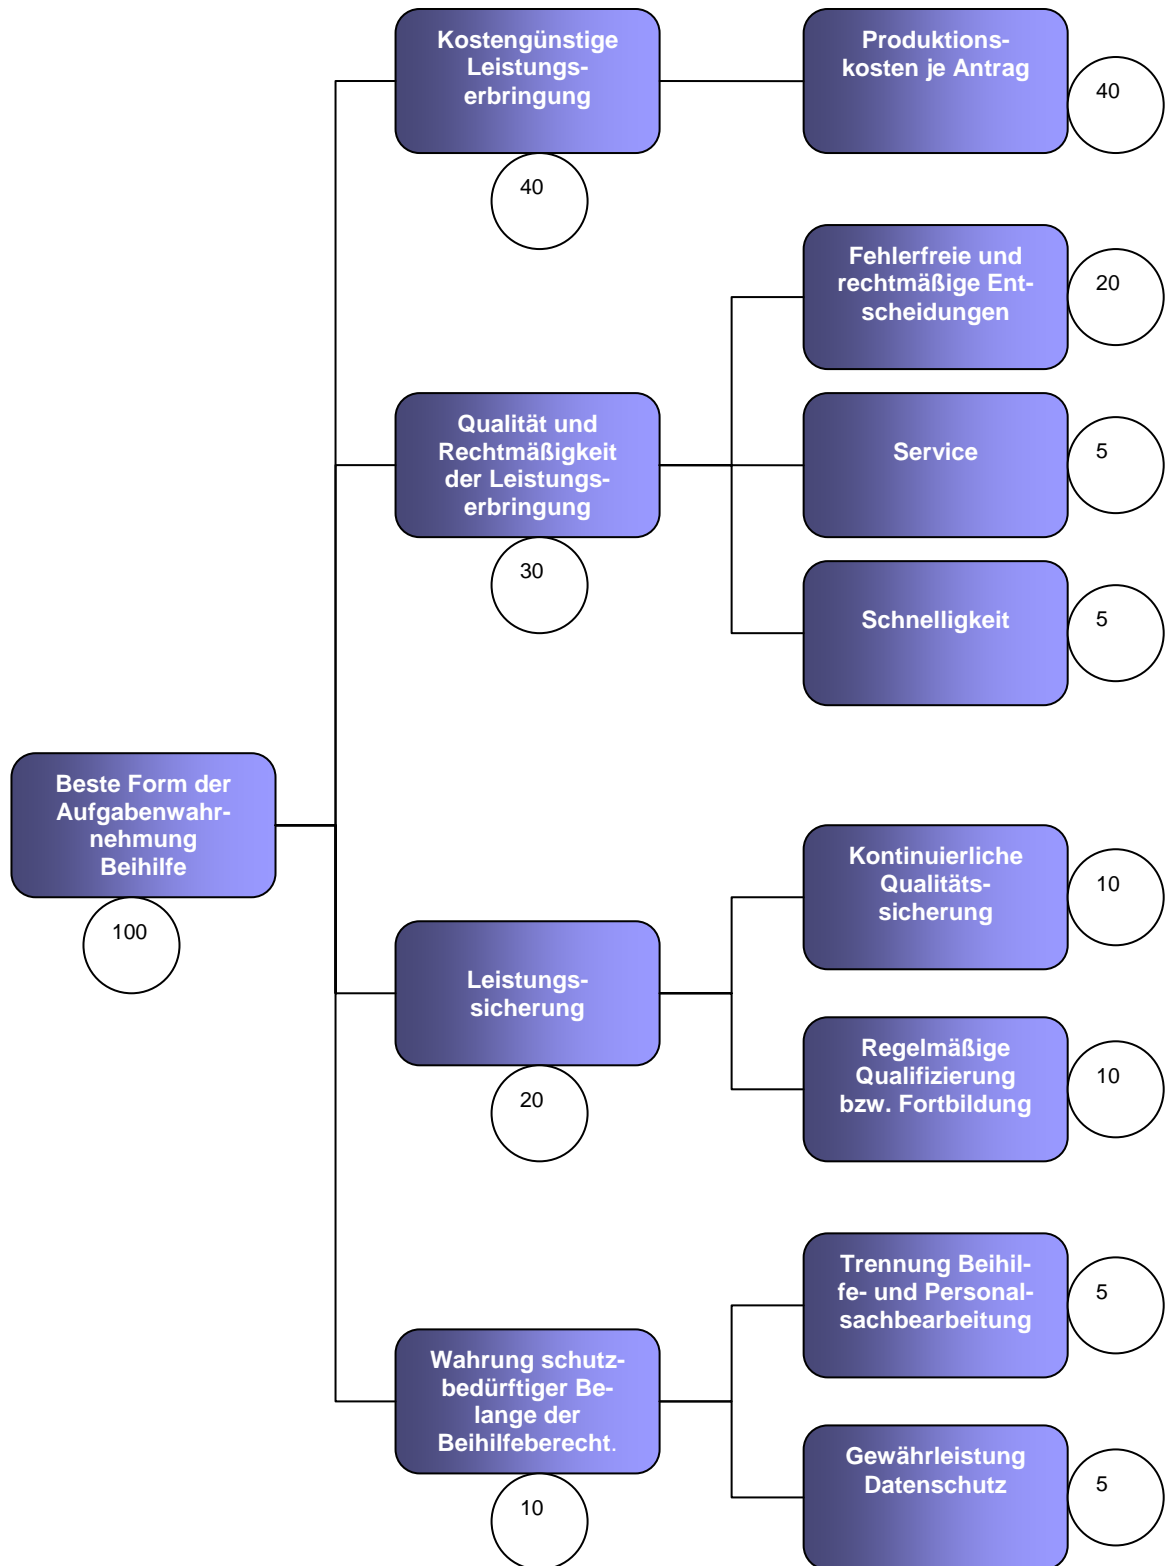 Kostengünstige
Leistungs-
erbringung
40
Produktions-
kosten je Antrag
40
Qualität und
Rechtmäßigkeit
der Leistungs-
erbringung
30
Fehlerfreie und
rechtmäßige Ent-
scheidungen
20
Service
5
Schnelligkeit
5
Beste Form der
Aufgabenwahr-
nehmung
Beihilfe
100
Leistungs-
sicherung
20
Kontinuierliche
Qualitäts-
sicherung
10
Regelmäßige
Qualifizierung
bzw. Fortbildung
10
Wahrung schutz-
bedürftiger Be-
lange der
Beihilfeberecht.
10
Trennung Beihil-
fe- und Personal-
sachbearbeitung
5
Gewährleistung
Datenschutz
5